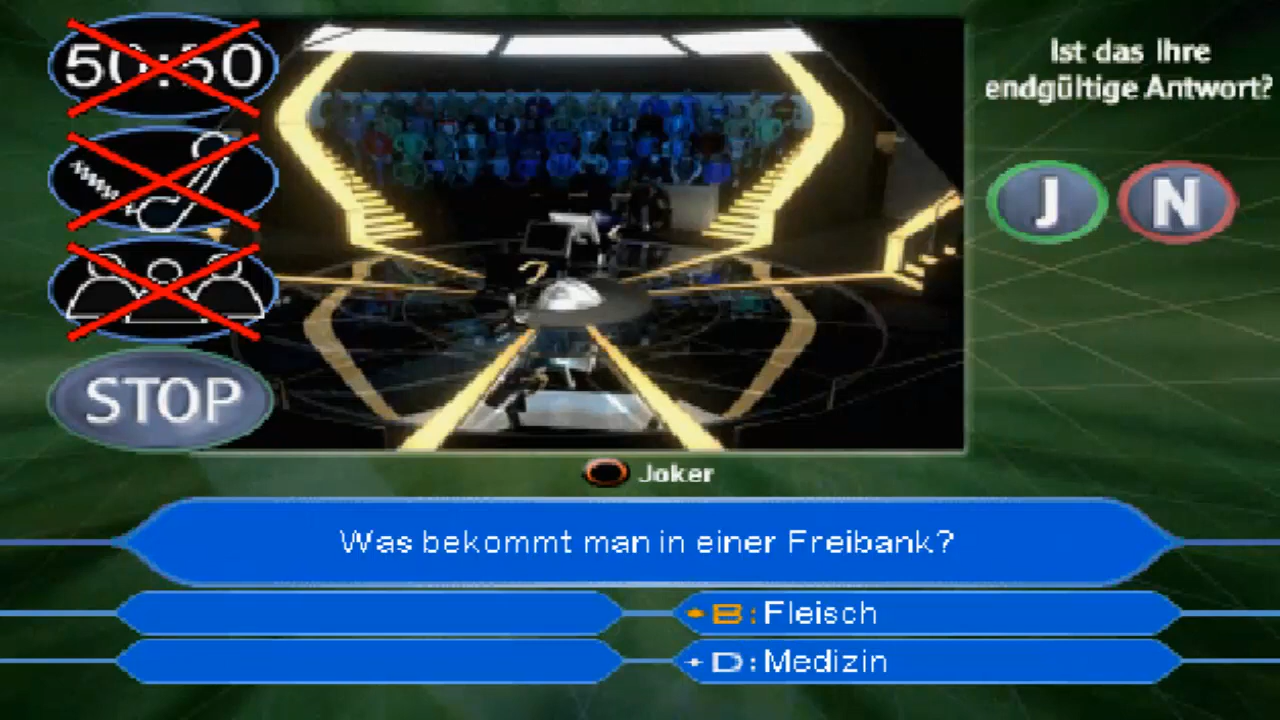 50:50
Ist das Ihre
endgültige Antwort?
J N
STOP
Joker
Was bekommt man in einer Freibank?
B: Fleisch
D: Medizin